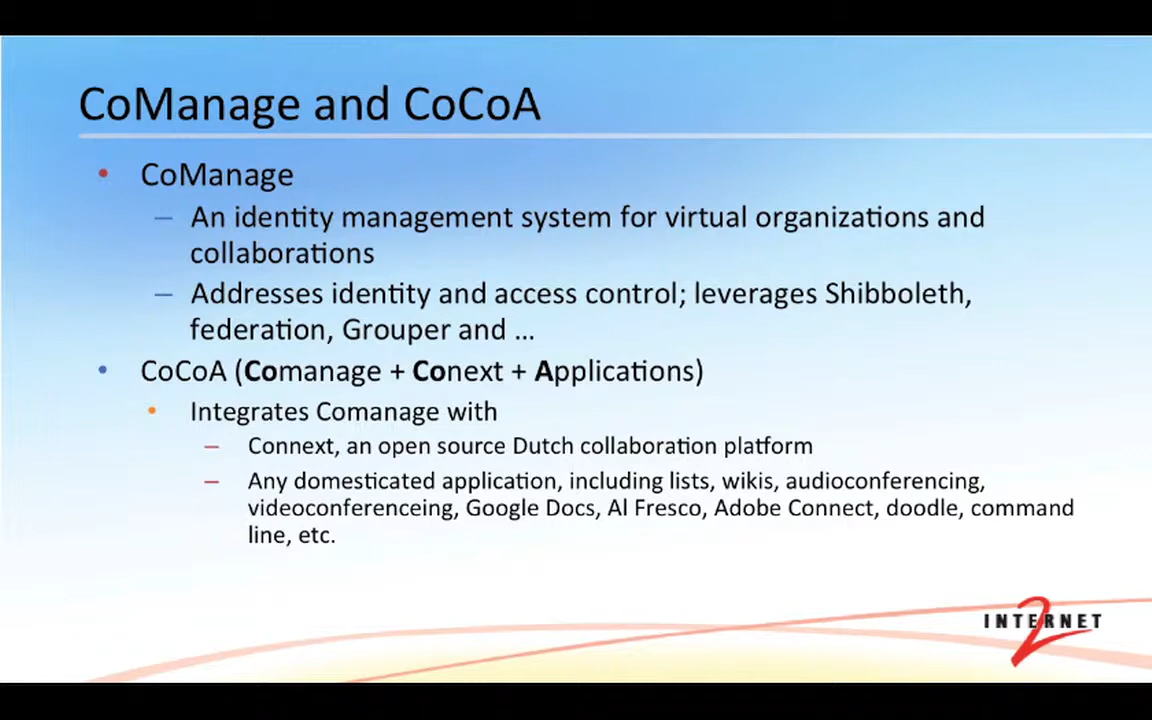 CoManage and CoCoA
• CoManage
– An identity management system for virtual organizations and
collaborations
– Addresses identity and access control; leverages Shibboleth,
federation, Grouper and …
• CoCoA (Comanage + Conext + Applications)
• Integrates Comanage with
– Connext, an open source Dutch collaboration platform
– Any domesticated application, including lists, wikis, audioconferencing,
videoconferenceing, Google Docs, Al Fresco, Adobe Connect, doodle, command
line, etc.
INTERNET 2